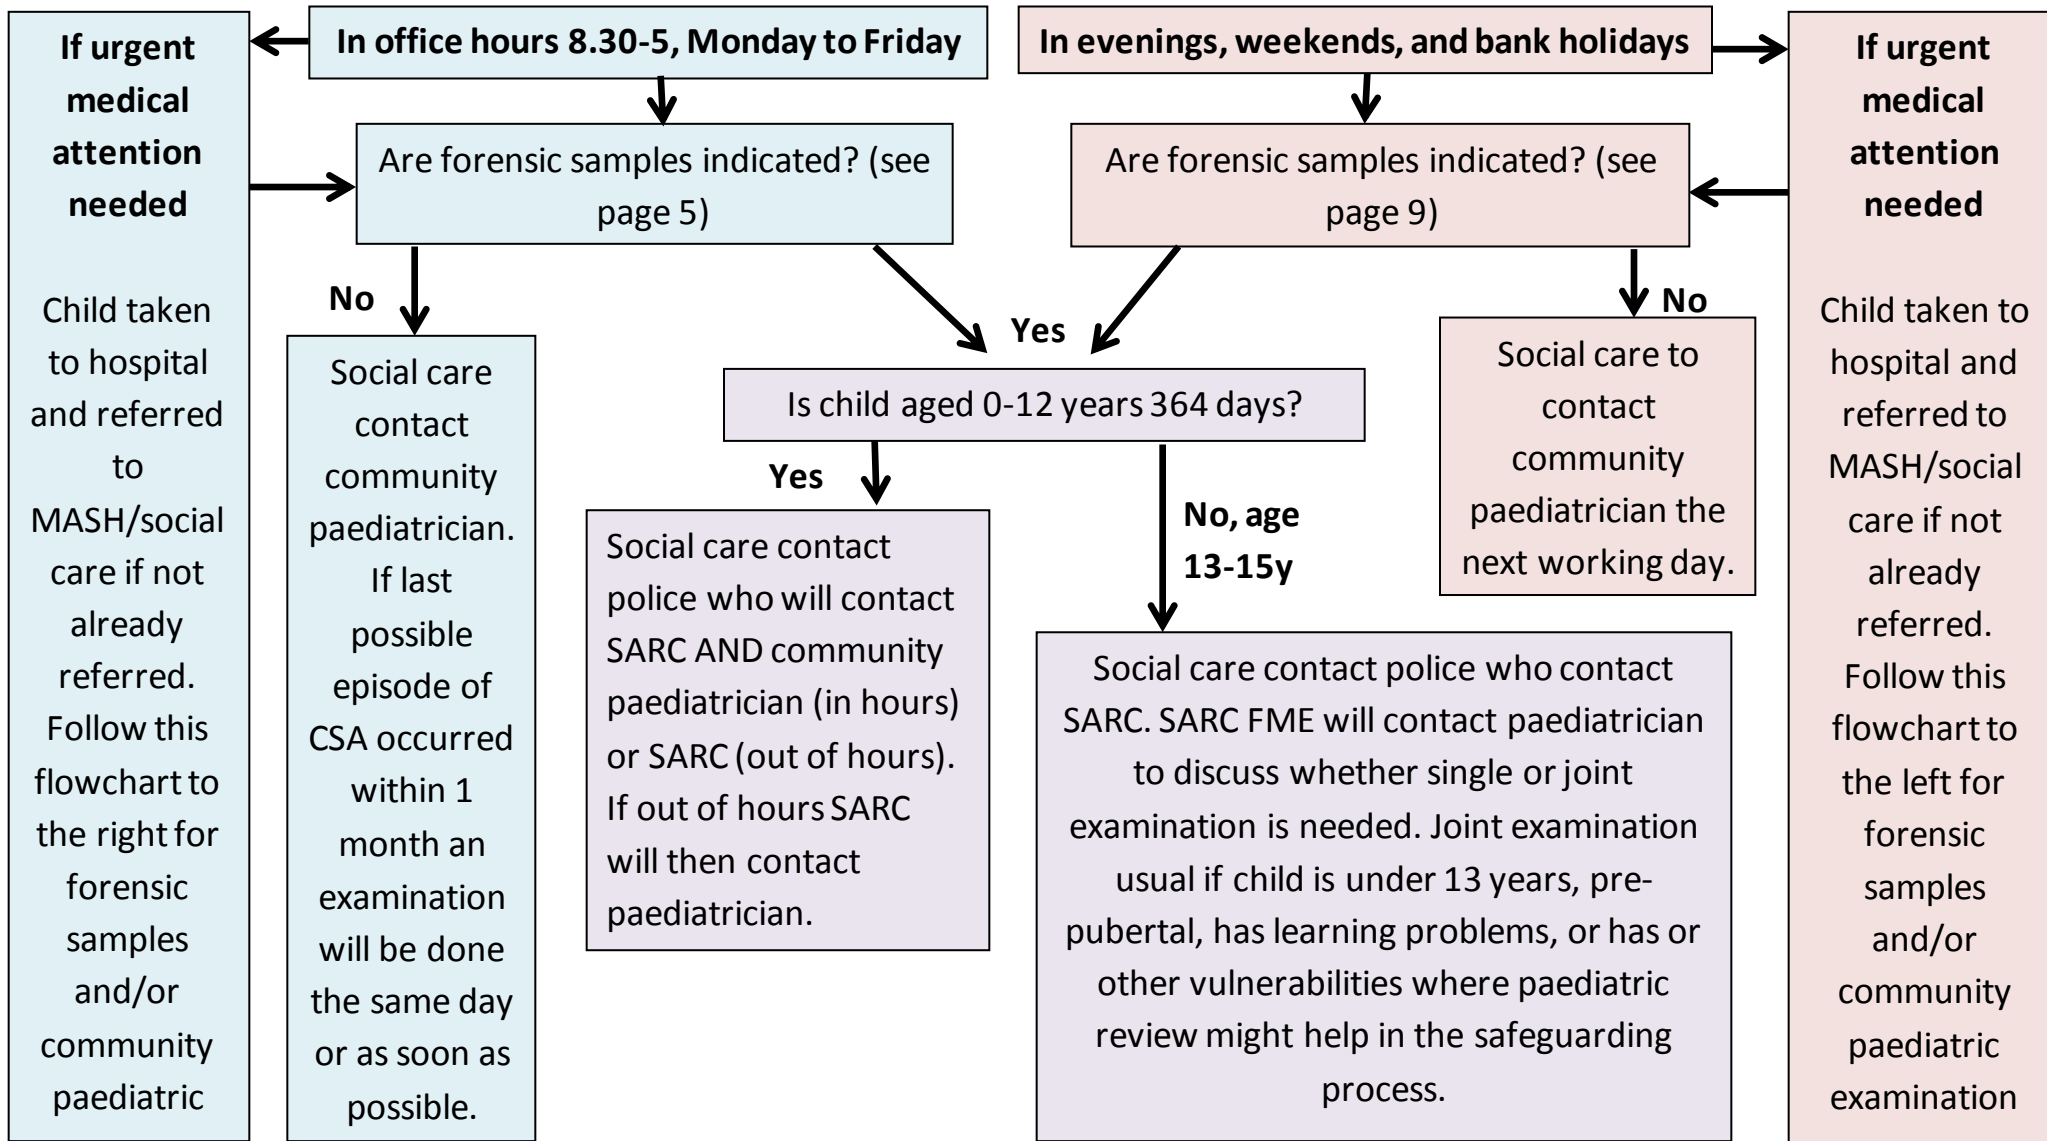 If urgent
medical
attention
needed
Child taken
to hospital
and referred
to
MASH/social
care if not
already
referred.
Follow this
flowchart to
the right for
forensic
samples
and/or
community
paediatric
In office hours 8.30-5, Monday to Friday
Are forensic samples indicated? (see
page 5)
No
Social care
contact
community
paediatrician.
If last
possible
episode of
CSA occurred
within 1
month an
examination
will be done
the same day
or as soon as
possible.
In evenings, weekends, and bank holidays
Are forensic samples indicated? (see
page 9)
Yes
Is child aged 0-12 years 364 days?
Yes
Social care contact
police who will contact
SARC AND community
paediatrician (in hours)
or SARC (out of hours).
If out of hours SARC
will then contact
paediatrician.
No, age
13-15y
Social care contact police who contact
SARC. SARC FME will contact paediatrician
to discuss whether single or joint
examination is needed. Joint examination
usual if child is under 13 years, pre-
pubertal, has learning problems, or has or
other vulnerabilities where paediatric
review might help in the safeguarding
process.
No
Social care to
contact
community
paediatrician the
next working day.
If urgent
medical
attention
needed
Child taken to
hospital and
referred to
MASH/social
care if not
already
referred.
Follow this
flowchart to
the left for
forensic
samples
and/or
community
paediatric
examination